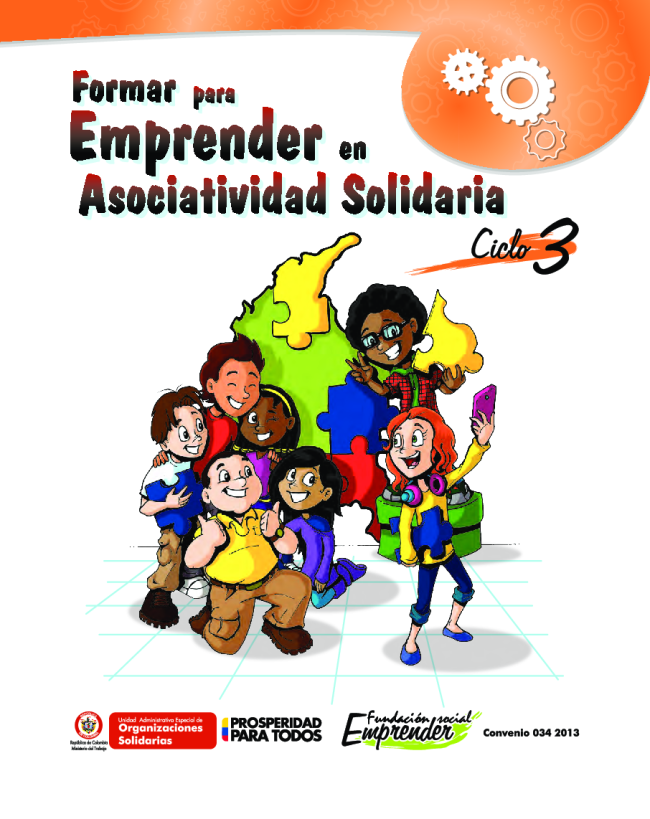 Formar para
Emprender en
Asociatividad Solidaria
Ciclo 3
República de Colombia
Ministerio del Trabajo
Unidad Administrativa Especial de
Organizaciones
Solidarias
PROSPERIDAD
PARA TODOS
Fundación social
Emprender
Convenio 034 2013